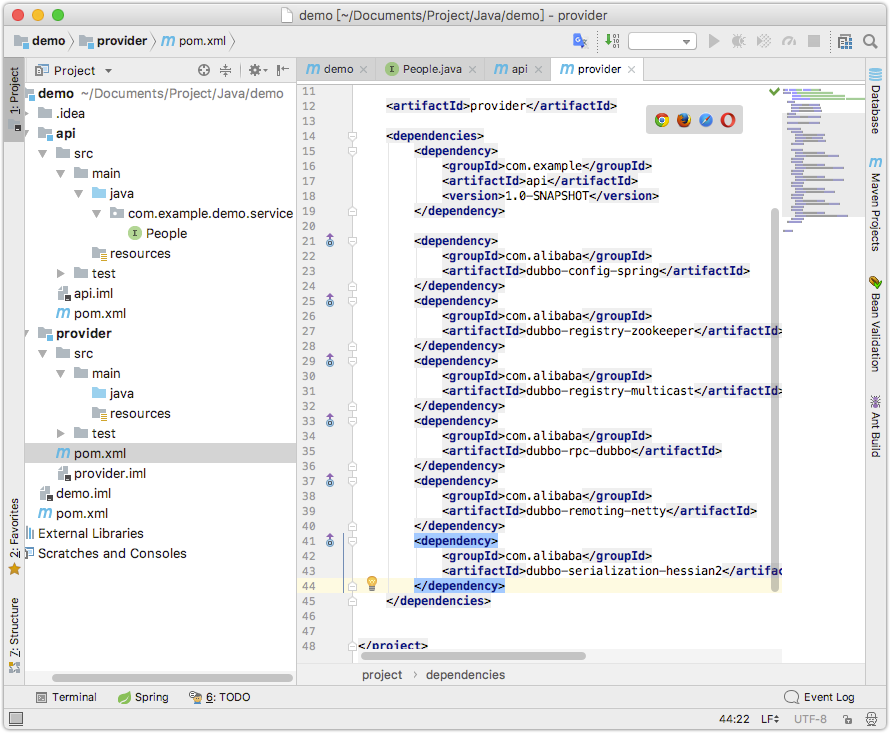 demo [~/Documents/Project/Java/demo] - provider
demo provider pom.xml
Project
demo People.java api provider
1: Project
2: Favorites
7: Structure
demo ~/Documents/Project/Java/demo
.idea
api
src
main
java
com.example.demo.service
People
resources
test
api.iml
pom.xml
provider
src
main
java
resources
test
pom.xml
provider.iml
demo.iml
pom.xml
External Libraries
Scratches and Consoles
11
12 <artifactId>provider</artifactId>
13
14 <dependencies>
15 <dependency>
16 <groupId>com.example</groupId>
17 <artifactId>api</artifactId>
18 <version>1.0-SNAPSHOT</version>
19 </dependency>
20
21 <dependency>
22 <groupId>com.alibaba</groupId>
23 <artifactId>dubbo-config-spring</artifactId>
24 </dependency>
25 <dependency>
26 <groupId>com.alibaba</groupId>
27 <artifactId>dubbo-registry-zookeeper</artifactId>
28 </dependency>
29 <dependency>
30 <groupId>com.alibaba</groupId>
31 <artifactId>dubbo-registry-multicast</artifactId>
32 </dependency>
33 <dependency>
34 <groupId>com.alibaba</groupId>
35 <artifactId>dubbo-rpc-dubbo</artifactId>
36 </dependency>
37 <dependency>
38 <groupId>com.alibaba</groupId>
39 <artifactId>dubbo-remoting-netty</artifactId>
40 </dependency>
41 <dependency>
42 <groupId>com.alibaba</groupId>
43 <artifactId>dubbo-serialization-hessian2</artifac
44 </dependency>
45 </dependencies>
46
47
48 </project>
project › dependencies
Database
Maven Projects
Bean Validation
Ant Build
Terminal Spring 6: TODO Event Log
44:22 LF UTF-8